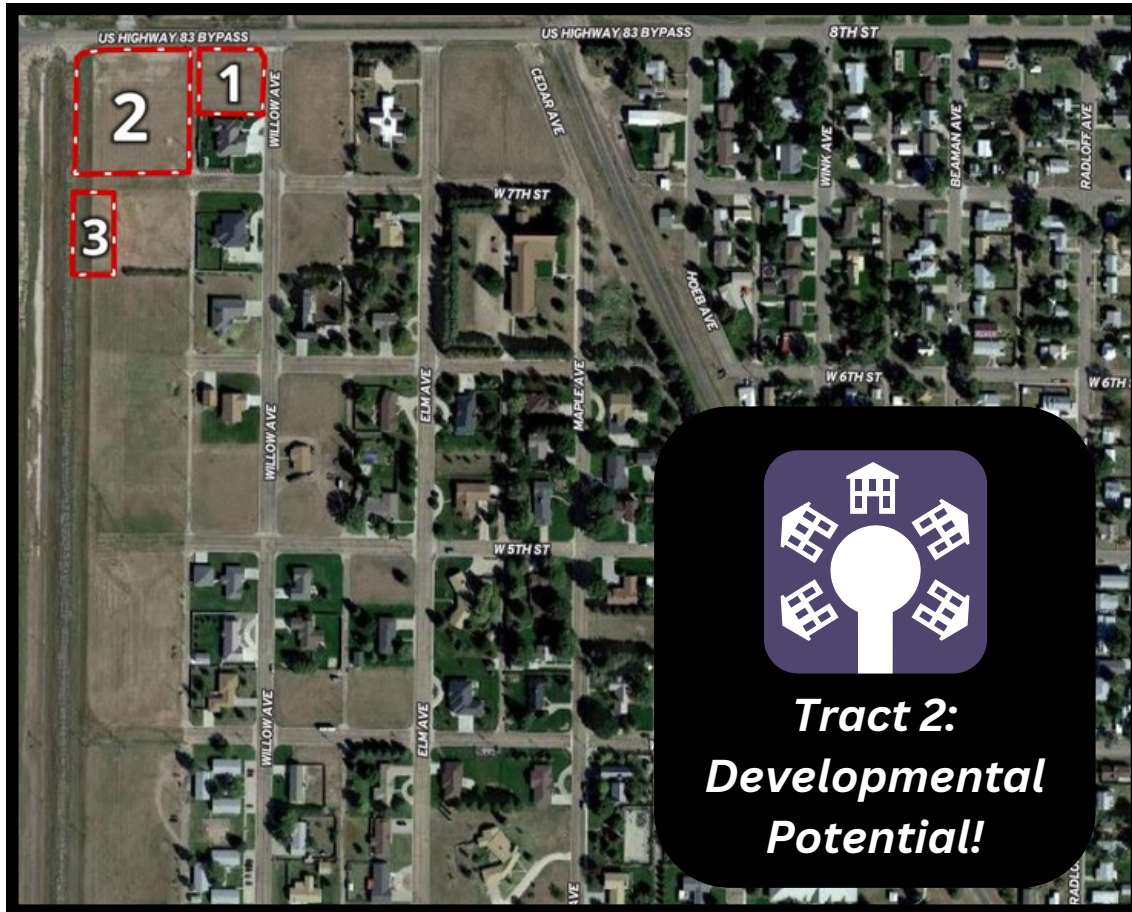 US HIGHWAY 83 BYPASS
US HIGHWAY 83 BYPASS
8TH ST
1
2
3
WILLOW AVE
CEDAR AVE
WINK AVE
BEAMAN AVE
RADLOFF AVE
W 7TH ST
HOEB AVE
W 6TH ST
W 6TH S
ELM AVE
MAPLE AVE
WILLOW AVE
W 5TH ST
WILLOW AVE
ELM AVE
AVE
RADLO
Tract 2:
Developmental
Potential!